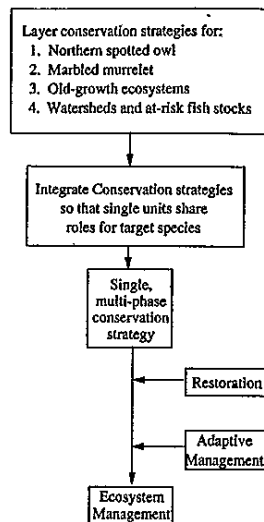 Layer conservation strategies for:
1. Northern spotted owl
2. Marbled murrelet
3. Old-growth ecosystems
4. Watersheds and at-risk fish stocks
Integrate Conservation strategies
so that single units share
roles for target species
Single,
multi-phase
conservation
strategy
Restoration
Adaptive
Management
Ecosystem
Management